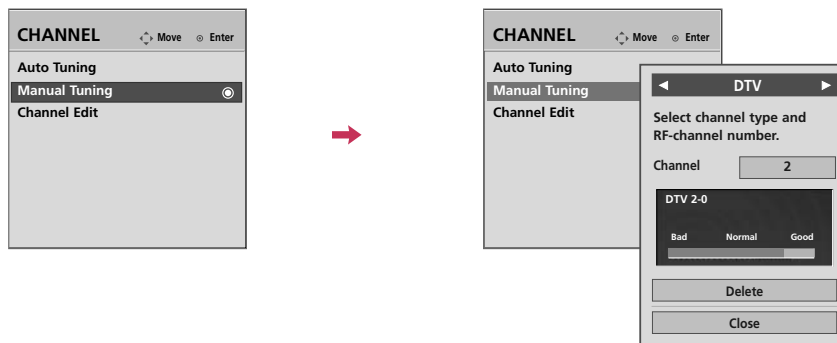 CHANNEL Move Enter
Auto Tuning
Manual Tuning
Channel Edit
CHANNEL Move Enter
Auto Tuning
Manual Tuning
Channel Edit
DTV
Select channel type and
RF-channel number.
Channel 2
DTV 2-0
Bad Normal Good
Delete
Close